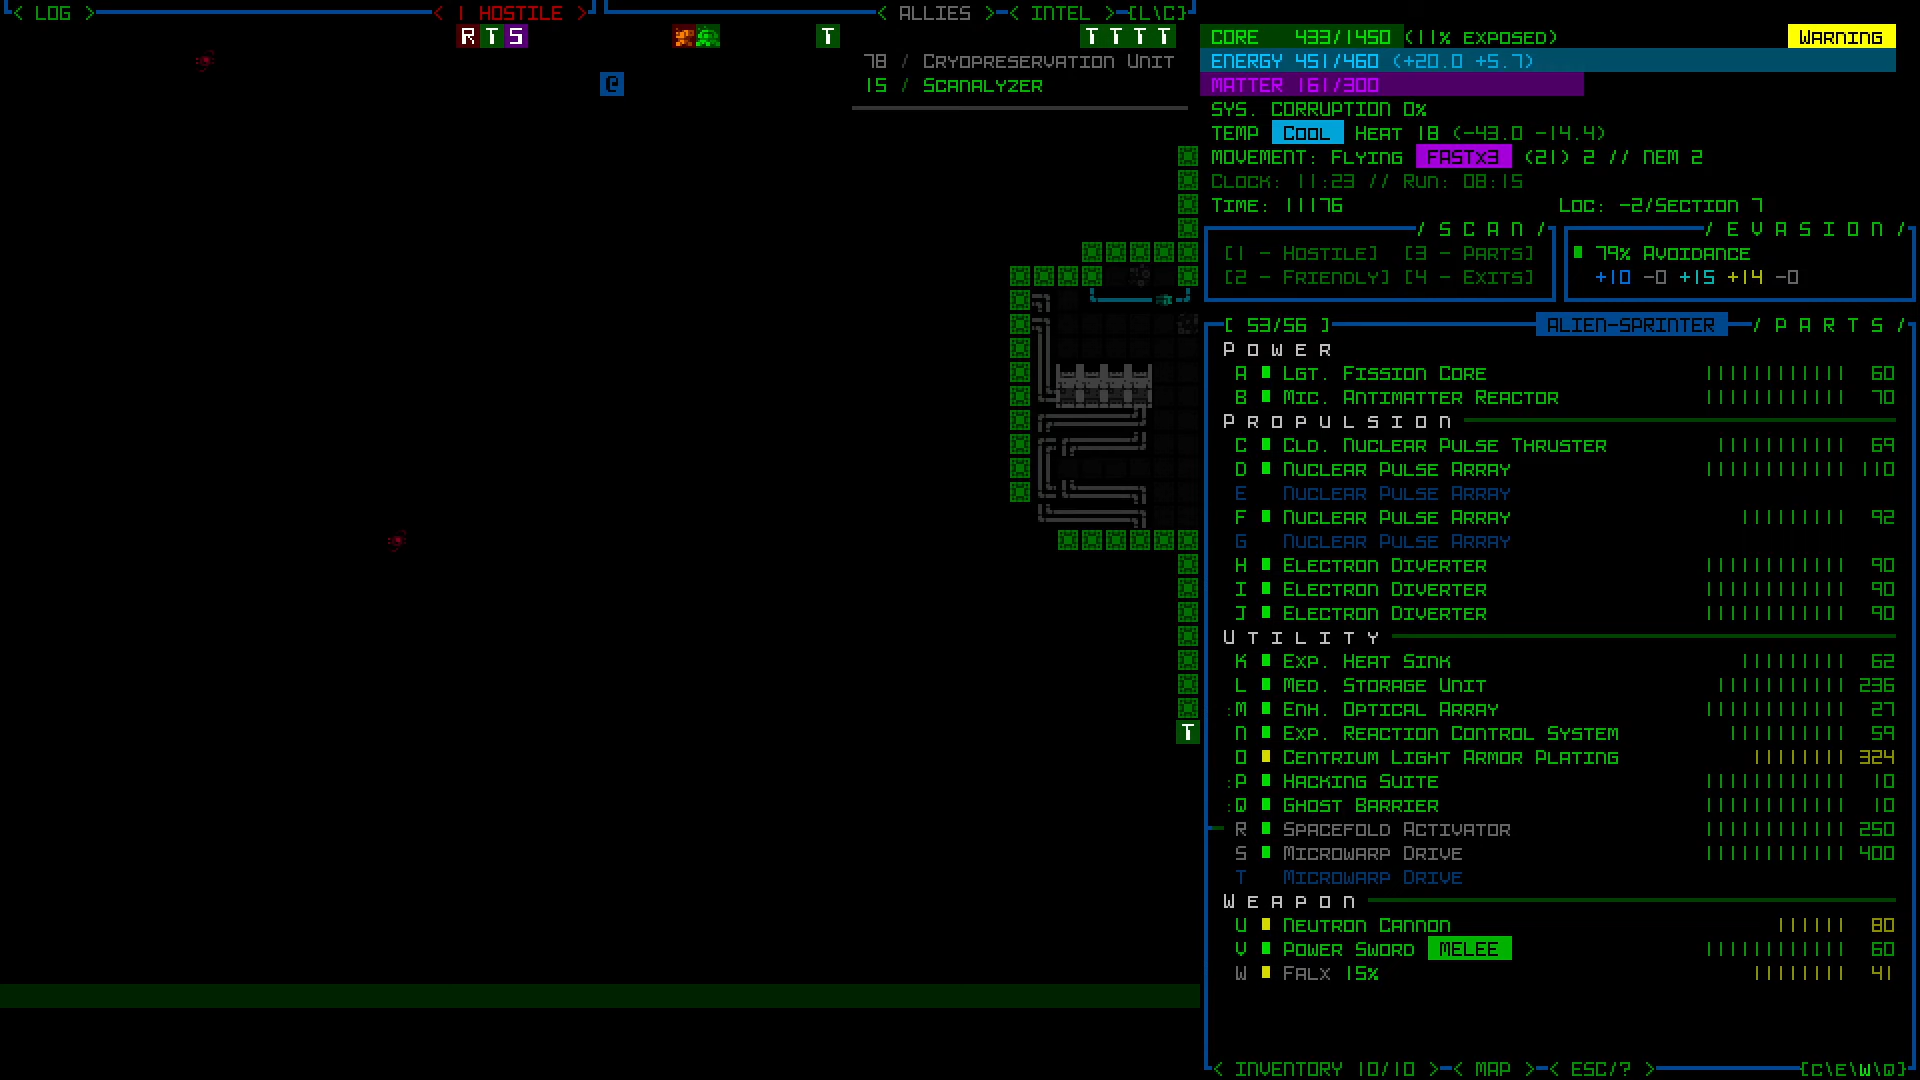 < LOG > < 1 HOSTILE > < ALLIES > < INTEL > [L\C]
R T S T T T T T
78 / CRYOPRESERVATION UNIT
15 / SCANALYZER
@
T
CORE 433/1450 (11% EXPOSED) WARNING
ENERGY 451/460 (+20.0 +5.7)
MATTER 161/300
SYS. CORRUPTION 0%
TEMP COOL HEAT 18 (-43.0 -14.4)
MOVEMENT: FLYING FASTX3 (21) 2 // NEM 2
CLOCK: 11:23 // RUN: 08:15
TIME: 11176 LOC: -2/SECTION 7
/ S C A N / / E V A S I O N /
[1 - HOSTILE] [3 - PARTS] 79% AVOIDANCE
[2 - FRIENDLY] [4 - EXITS] +10 -0 +15 +14 -0
[ 53/56 ] ALIEN-SPRINTER / P A R T S /
P O W E R
A LGT. FISSION CORE 60
B MIC. ANTIMATTER REACTOR 70
P R O P U L S I O N
C CLD. NUCLEAR PULSE THRUSTER 69
D NUCLEAR PULSE ARRAY 110
E NUCLEAR PULSE ARRAY
F NUCLEAR PULSE ARRAY 92
G NUCLEAR PULSE ARRAY
H ELECTRON DIVERTER 90
I ELECTRON DIVERTER 90
J ELECTRON DIVERTER 90
U T I L I T Y
K EXP. HEAT SINK 62
L MED. STORAGE UNIT 236
:M ENH. OPTICAL ARRAY 27
N EXP. REACTION CONTROL SYSTEM 59
O CENTRIUM LIGHT ARMOR PLATING 324
:P HACKING SUITE 10
:Q GHOST BARRIER 10
R SPACEFOLD ACTIVATOR 250
S MICROWARP DRIVE 400
T MICROWARP DRIVE
W E A P O N
U NEUTRON CANNON 80
V POWER SWORD MELEE 60
W FALX 15% 41
< INVENTORY 10/10 > < MAP > < ESC/? > [C\E\W\Q]